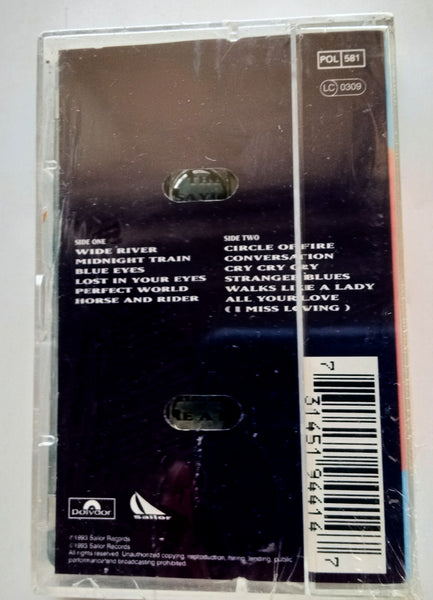 POL 581
LC 0309
SIDE ONE
WIDE RIVER
MIDNIGHT TRAIN
BLUE EYES
LOST IN YOUR EYES
PERFECT WORLD
HORSE AND RIDER
SIDE TWO
CIRCLE OF FIRE
CONVERSATION
CRY CRY CRY
STRANGER BLUES
WALKS LIKE A LADY
ALL YOUR LOVE
( I MISS LOVING )
polydor
sailor
℗1993 Sailor Records
©1993 Sailor Records
All rights reserved. Unauthorized copying, reproduction, hiring, lending, public
performance and broadcasting prohibited.
7 31451 94414 7